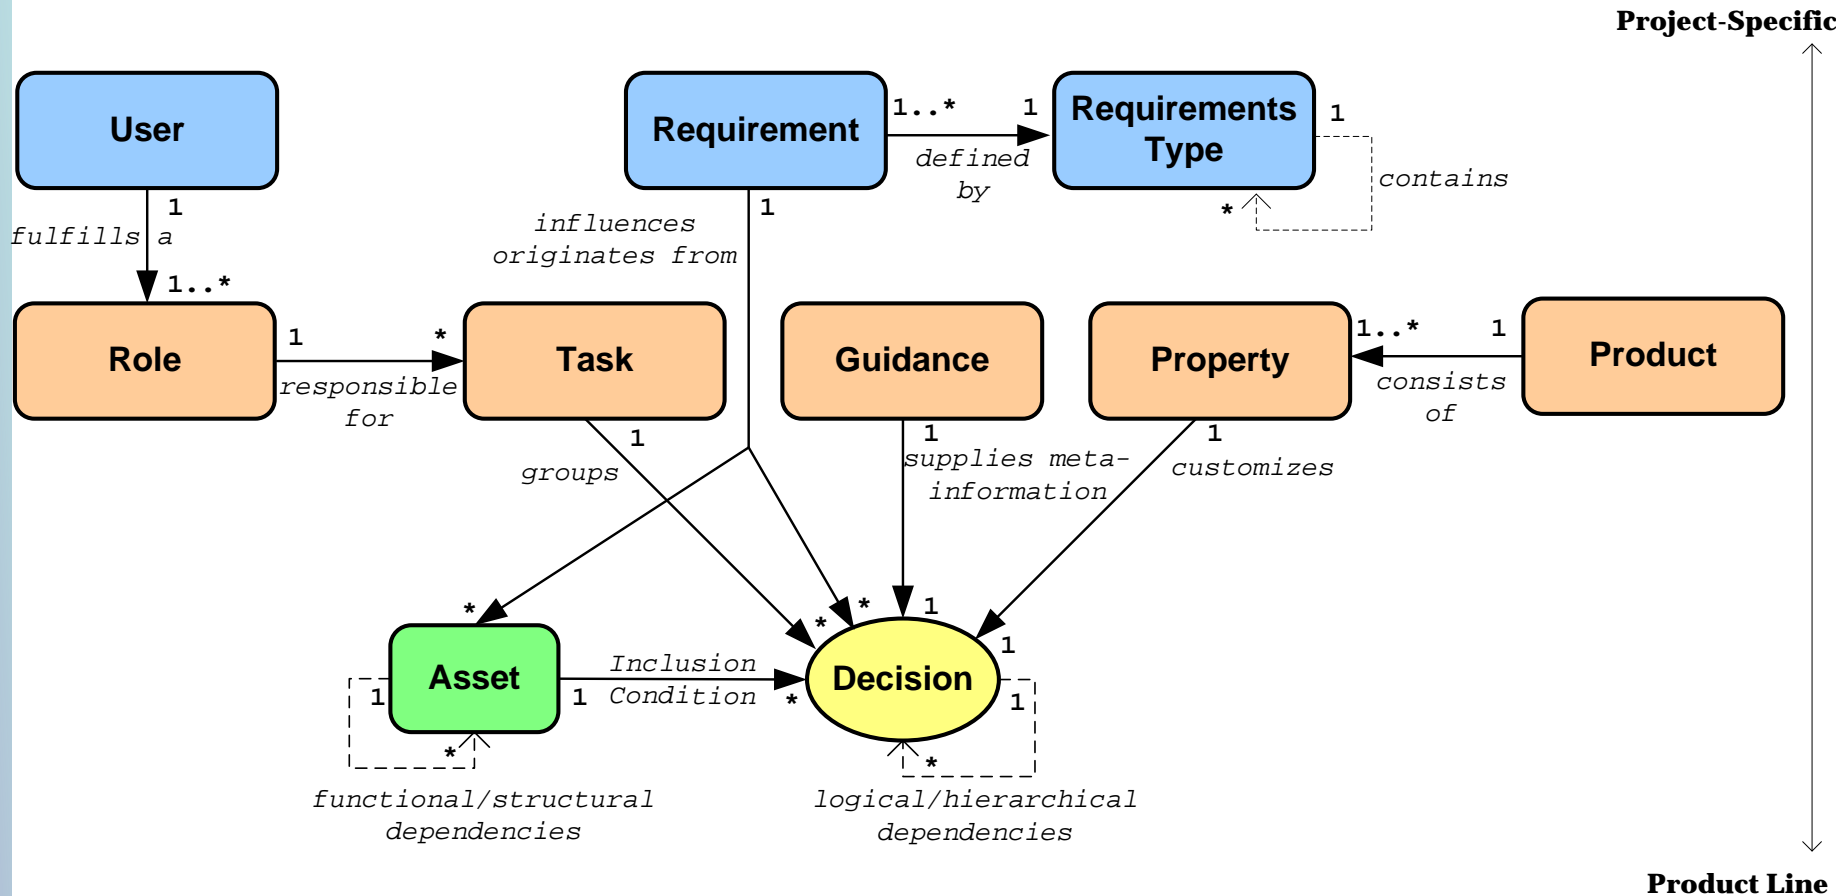 Project-Specific
User
Requirement
1..*
1
defined
by
Requirements
Type
1
contains
*
1
fulfills a
1..*
influences
originates from
1
Role
1
*
responsible
for
Task
Guidance
Property
1..*
1
consists
of
Product
1
groups
1
supplies meta-
information
1
customizes
*
*
*
1
1
Asset
1
*
1
Inclusion
Condition
*
Decision
1
*
functional/structural
dependencies
logical/hierarchical
dependencies
Product Line